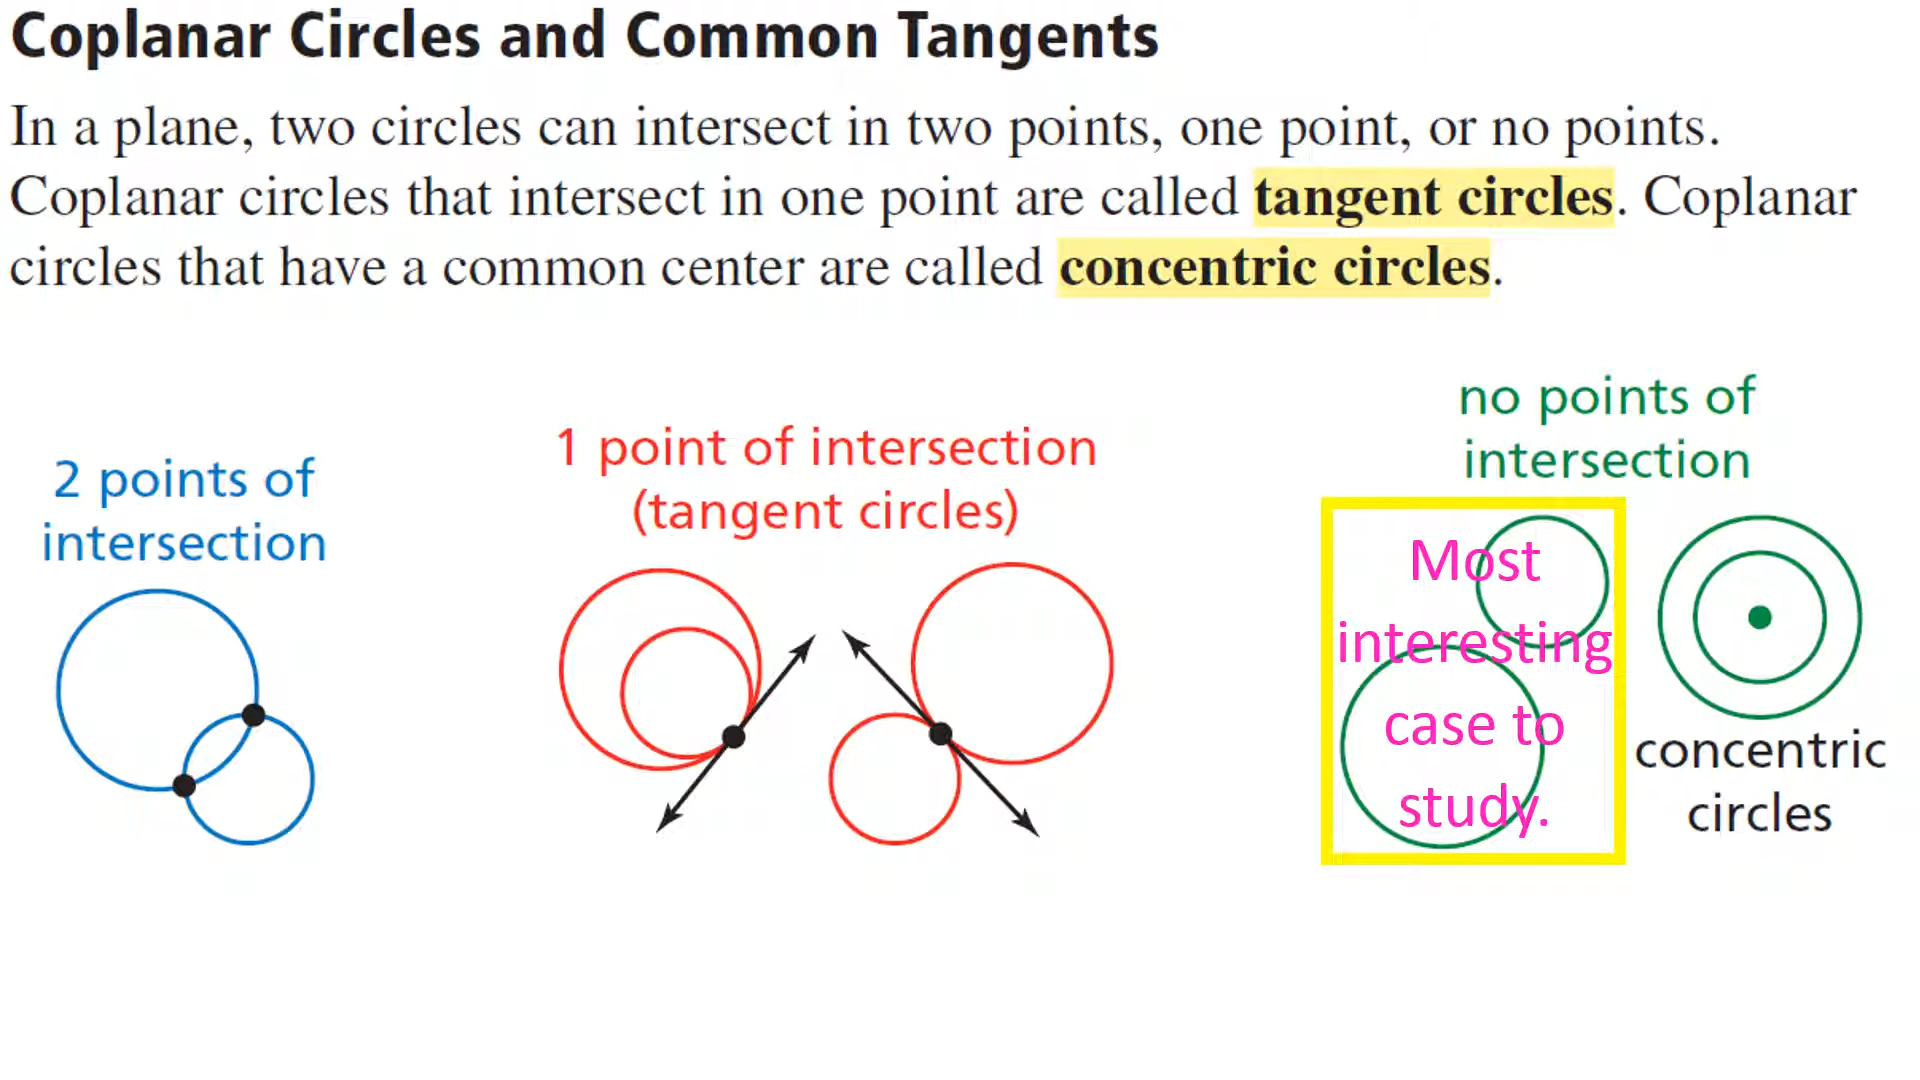 Coplanar Circles and Common Tangents
In a plane, two circles can intersect in two points, one point, or no points.
Coplanar circles that intersect in one point are called tangent circles. Coplanar
circles that have a common center are called concentric circles.
2 points of
intersection
1 point of intersection
(tangent circles)
no points of
intersection
Most
interesting
case to
study.
concentric
circles